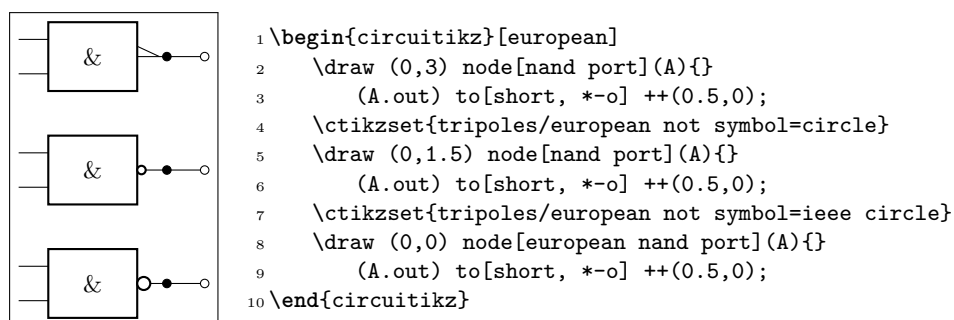 &
&
&
1 \begin{circuitikz}[european]
2 \draw (0,3) node[nand port](A){}
3 (A.out) to[short, *-o] ++(0.5,0);
4 \ctikzset{tripoles/european not symbol=circle}
5 \draw (0,1.5) node[nand port](A){}
6 (A.out) to[short, *-o] ++(0.5,0);
7 \ctikzset{tripoles/european not symbol=ieee circle}
8 \draw (0,0) node[european nand port](A){}
9 (A.out) to[short, *-o] ++(0.5,0);
10 \end{circuitikz}